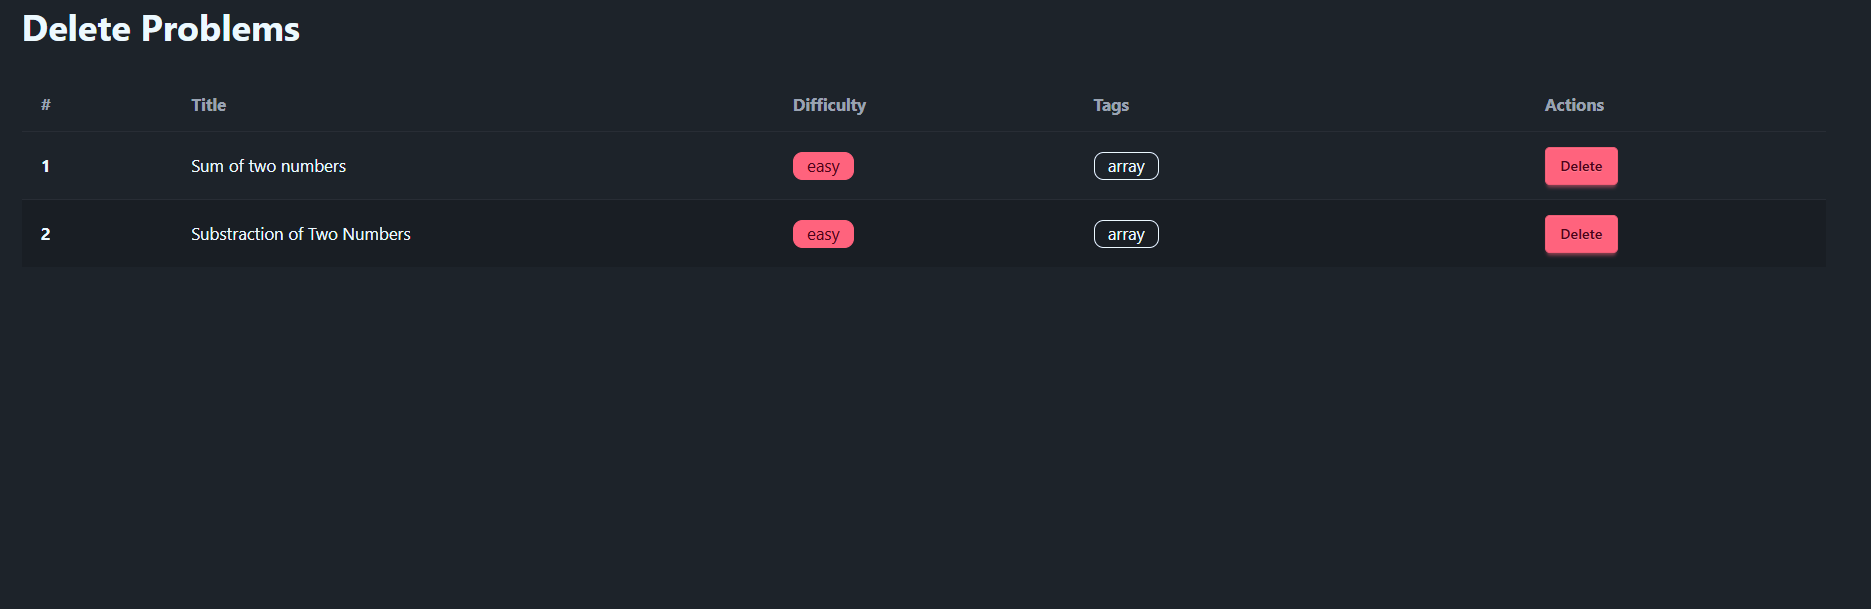 Delete Problems
# Title Difficulty Tags Actions
1 Sum of two numbers easy array Delete
2 Substraction of Two Numbers easy array Delete